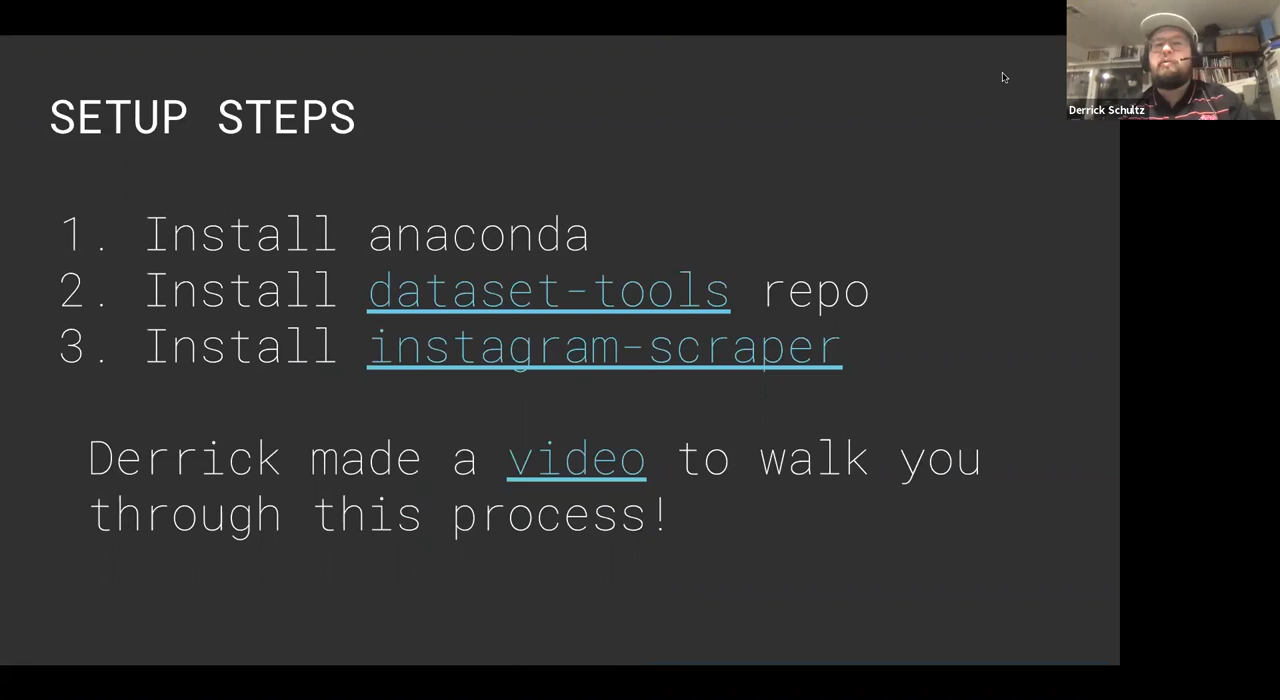 SETUP STEPS
1. Install anaconda
2. Install dataset-tools repo
3. Install instagram-scraper
Derrick made a video to walk you
through this process!
Derrick Schultz